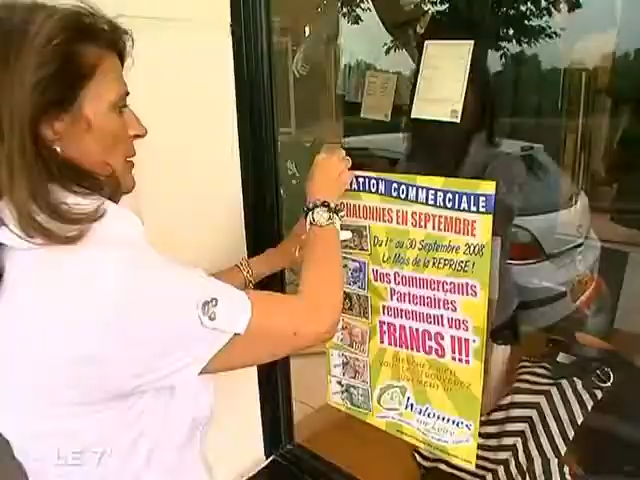 ATION COMMERCIALE
CHALONNES EN SEPTEMBRE
Du 1er au 30 Septembre 2008
Le Mois de la REPRISE !
Vos Commerçants
Partenaires
reprennent vos
FRANCS !!!
Chalonnes
sur Loire
LE 7